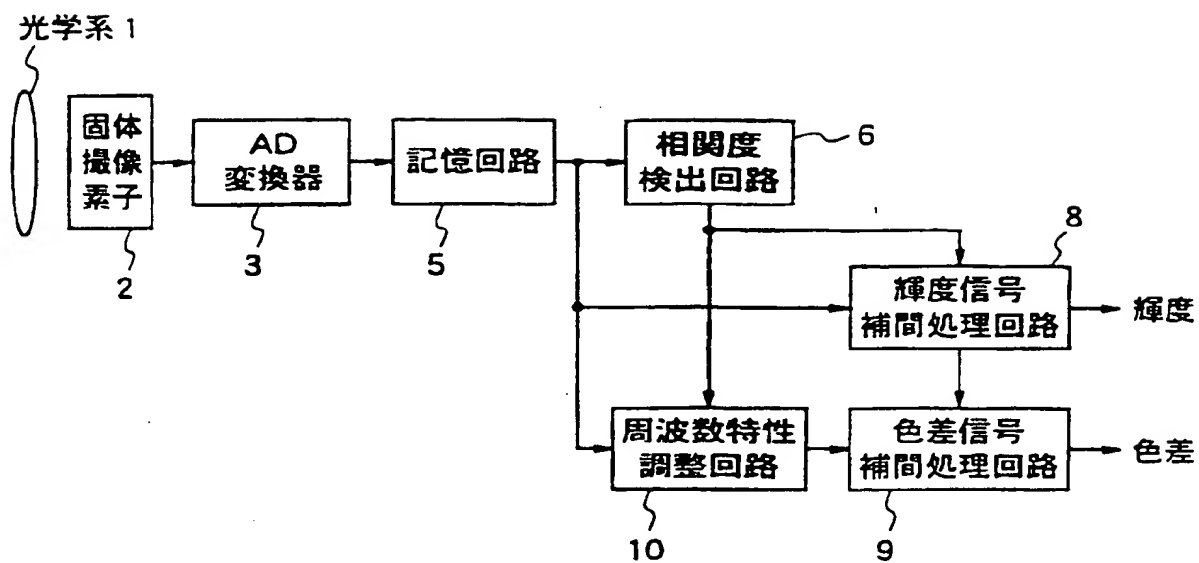 光学系1
固体
撮像
素子
2
AD
変換器
3
記憶回路
5
相関度
検出回路
6
輝度信号
補間処理回路
8
輝度
周波数特性
調整回路
10
色差信号
補間処理回路
9
色差